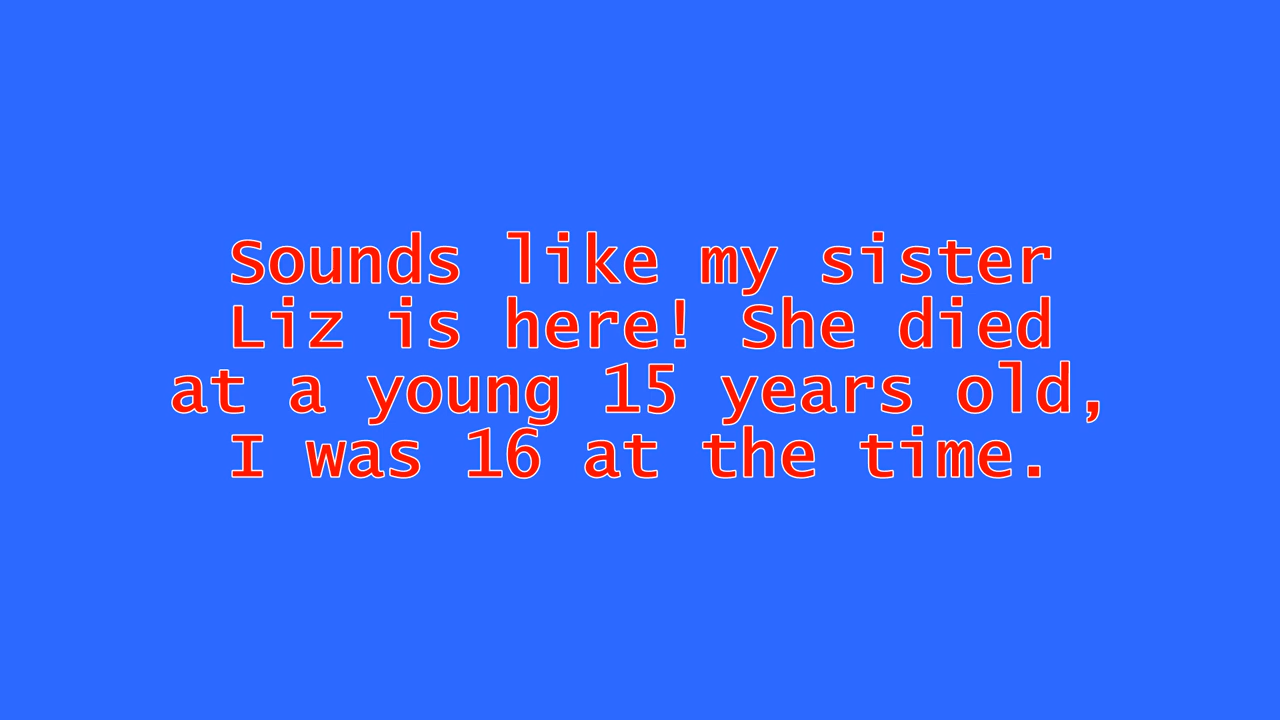 Sounds like my sister
Liz is here! She died
at a young 15 years old,
I was 16 at the time.